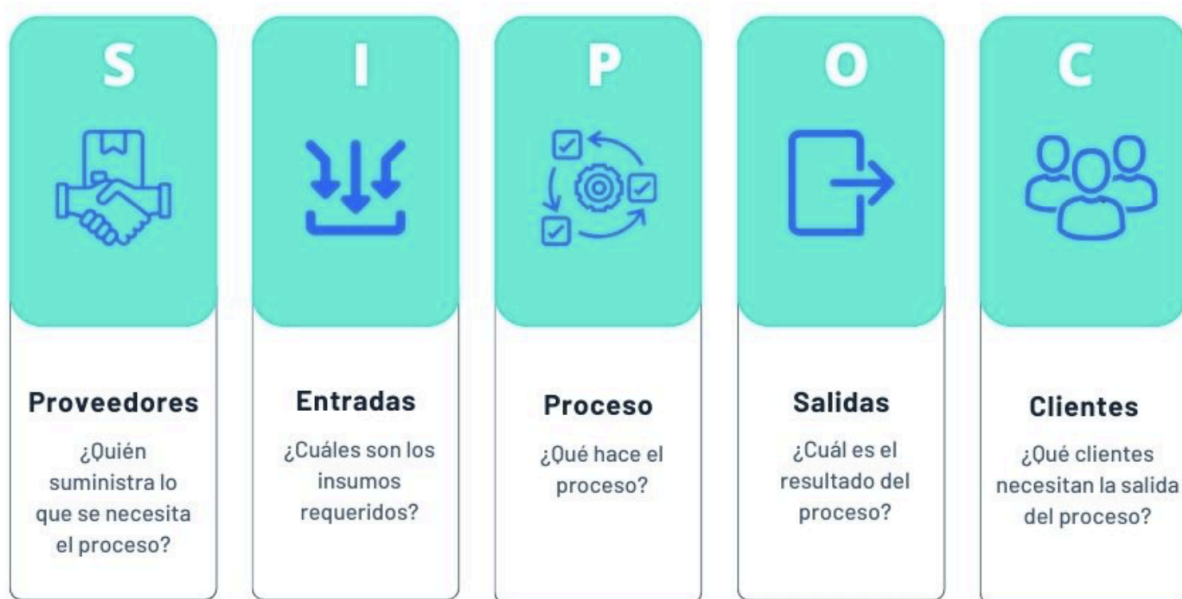 S
I
P
O
C
Proveedores
¿Quién
suministra lo
que se necesita
el proceso?
Entradas
¿Cuáles son los
insumos
requeridos?
Proceso
¿Qué hace el
proceso?
Salidas
¿Cuál es el
resultado del
proceso?
Clientes
¿Qué clientes
necesitan la salida
del proceso?